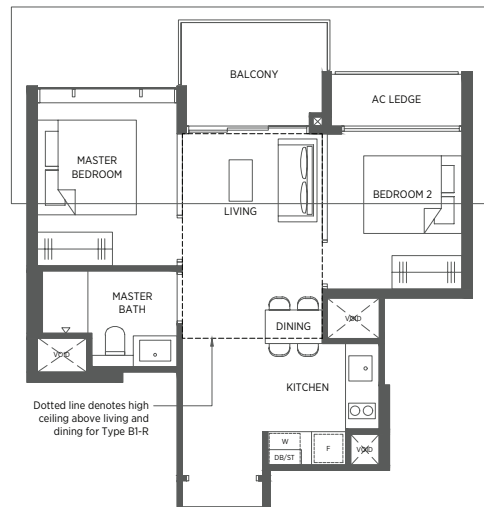 BALCONY
AC LEDGE
MASTER
BEDROOM
LIVING
BEDROOM 2
MASTER
BATH
VOID
DINING
VOID
KITCHEN
Dotted line denotes high
ceiling above living and
dining for Type B1-R
W
DB/ST
F
VOID